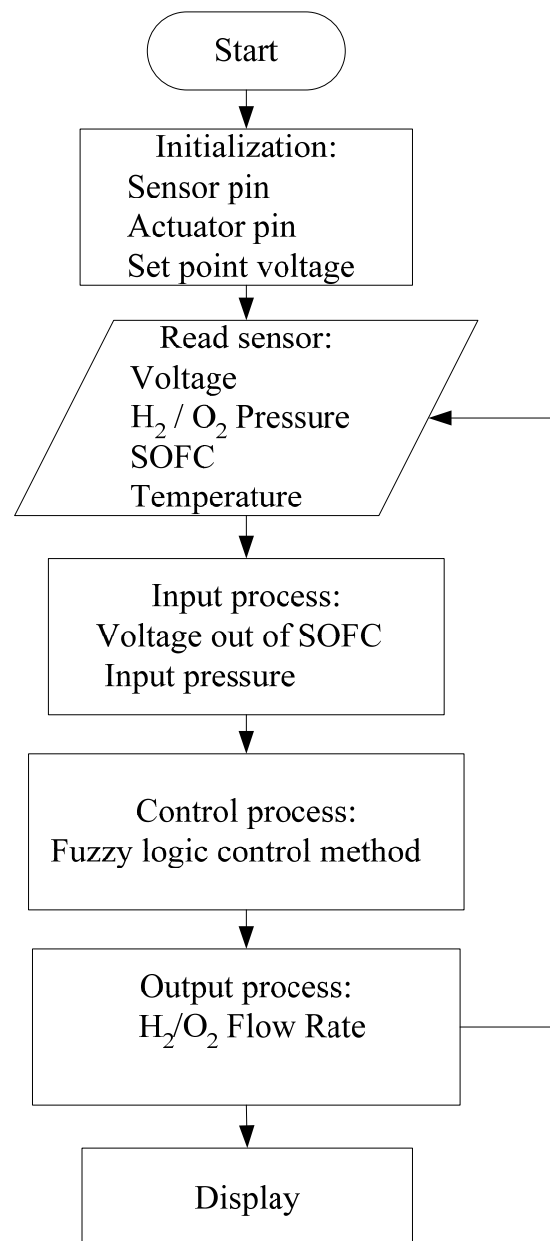 Start
Initialization:
Sensor pin
Actuator pin
Set point voltage
Read sensor:
Voltage
H₂ / O₂ Pressure
SOFC
Temperature
Input process:
Voltage out of SOFC
Input pressure
Control process:
Fuzzy logic control method
Output process:
H₂/O₂ Flow Rate
Display